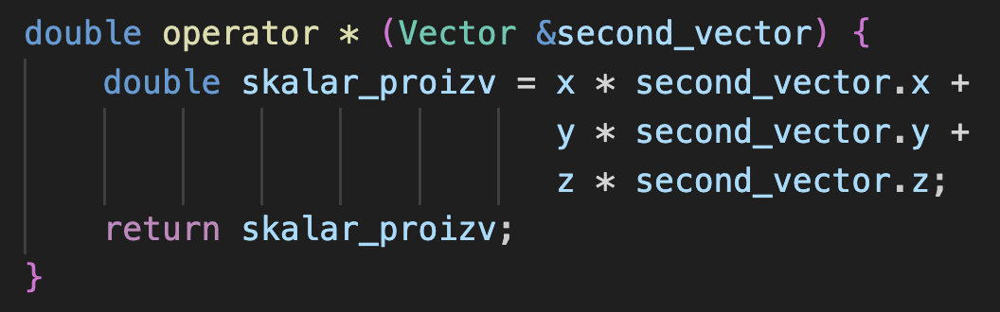 double operator * (Vector &second_vector) {
    double skalar_proizv = x * second_vector.x +
                           y * second_vector.y +
                           z * second_vector.z;
    return skalar_proizv;
}